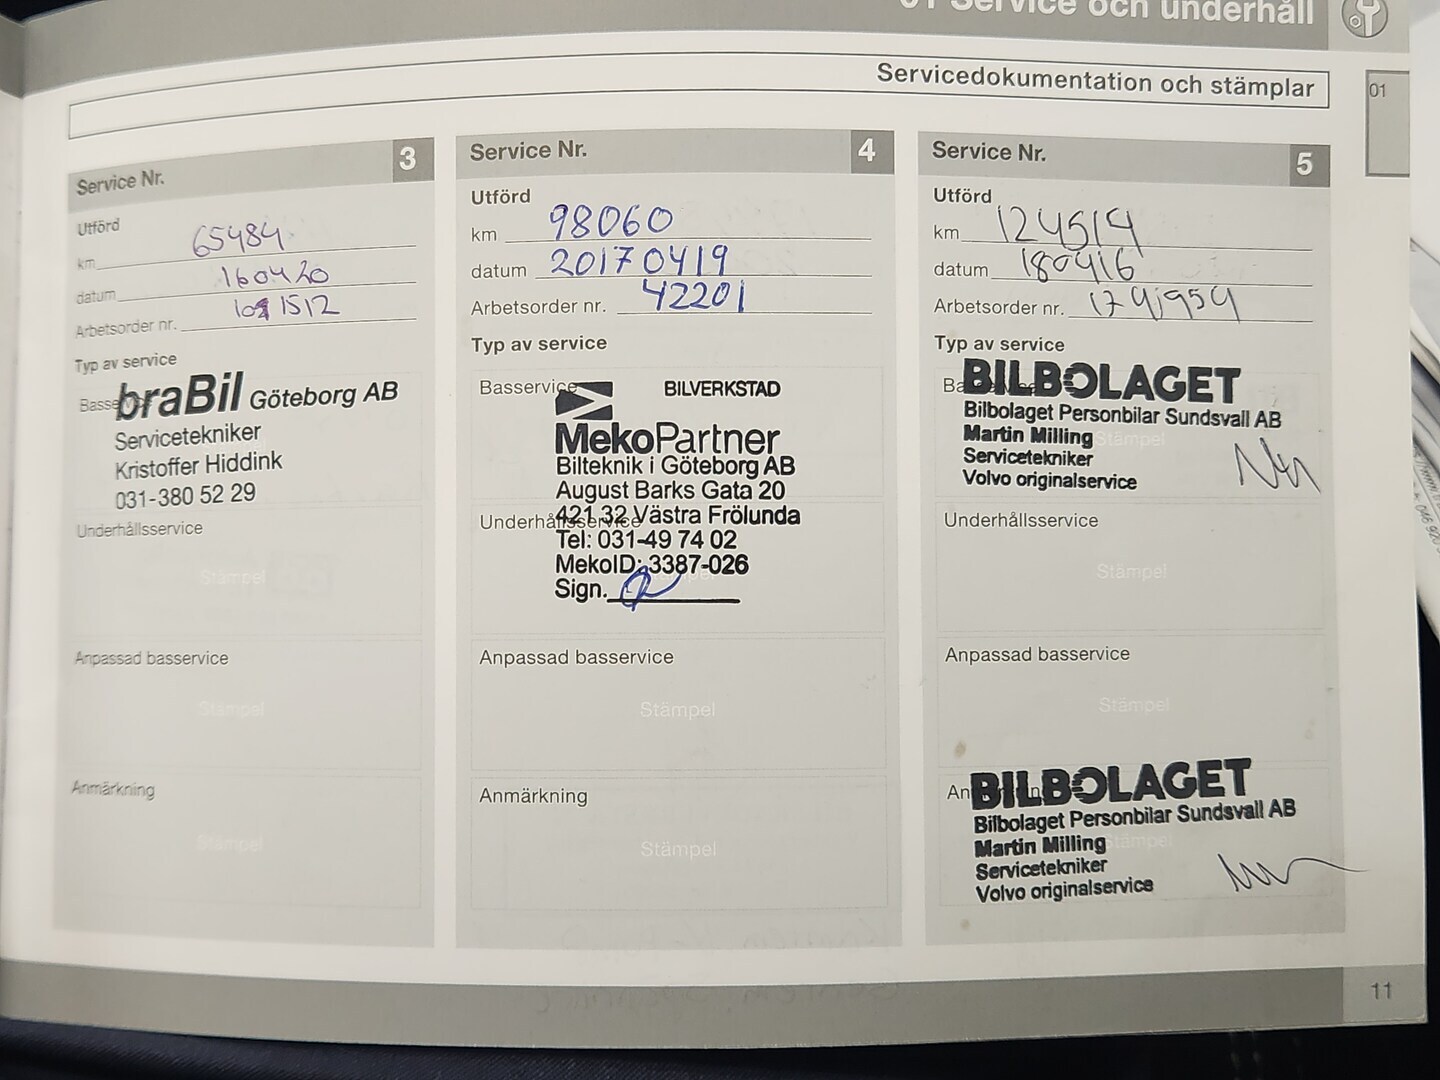 01 Service och underhåll
Servicedokumentation och stämplar
01
Service Nr. 3
Utförd
km 65484
datum 160420
Arbetsorder nr. 1091512
Typ av service
Basservice
braBil Göteborg AB
Servicetekniker
Kristoffer Hiddink
031-380 52 29
Underhållsservice
Stämpel
Anpassad basservice
Stämpel
Anmärkning
Stämpel
Service Nr. 4
Utförd
km 98060
datum 20170419
Arbetsorder nr. 42201
Typ av service
Basservice
BILVERKSTAD
MekoPartner
Bilteknik i Göteborg AB
August Barks Gata 20
421 32 Västra Frölunda
Underhållsservice
Tel: 031-49 74 02
MekoID: 3387-026
Sign.
Anpassad basservice
Stämpel
Anmärkning
Stämpel
Service Nr. 5
Utförd
km 124514
datum 180416
Arbetsorder nr.
Typ av service
Basservice
BILBOLAGET
Bilbolaget Personbilar Sundsvall AB
Martin Milling
Stämpel
Servicetekniker
Volvo originalservice
Underhållsservice
Stämpel
Anpassad basservice
Stämpel
BILBOLAGET
Bilbolaget Personbilar Sundsvall AB
Martin Milling
Stämpel
Servicetekniker
Volvo originalservice
11